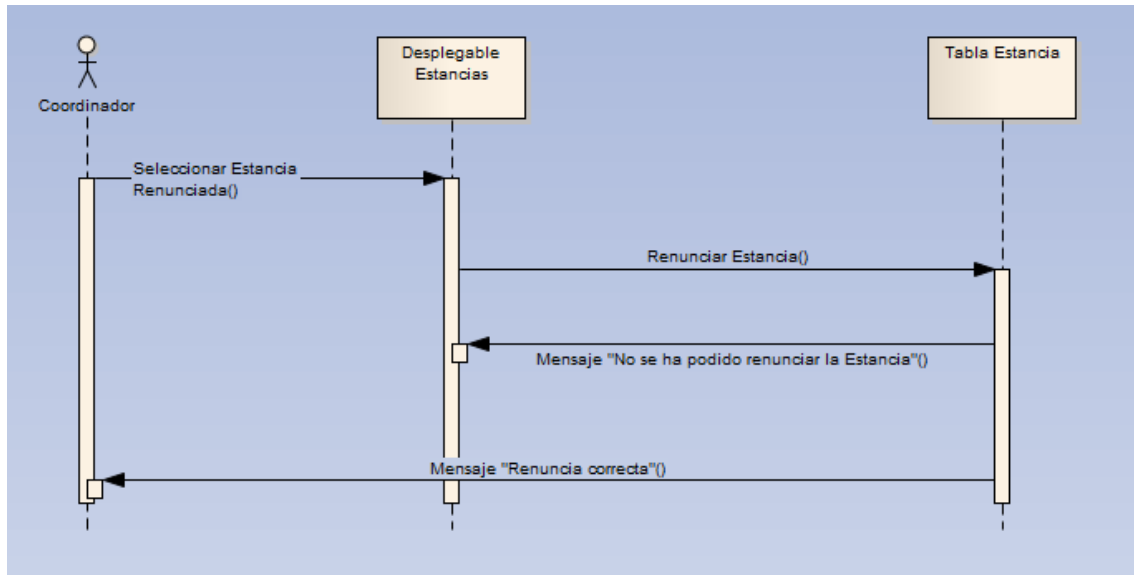 Coordinador
Desplegable
Estancias
Tabla Estancia
Seleccionar Estancia
Renunciada()
Renunciar Estancia()
Mensaje "No se ha podido renunciar la Estancia"()
Mensaje "Renuncia correcta"()